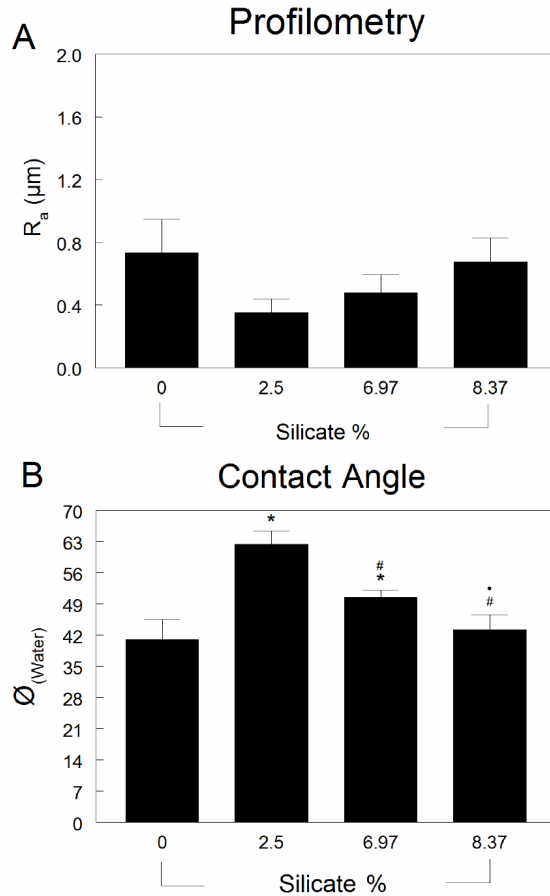 Profilometry
A
2.0
1.6
1.2
0.8
0.4
0.0
Ra (µm)
0 2.5 6.97 8.37
Silicate %
B
Contact Angle
70
63
56
49
42
35
28
21
14
7
0
Ø(Water)
*
#
*
•
#
0 2.5 6.97 8.37
Silicate %